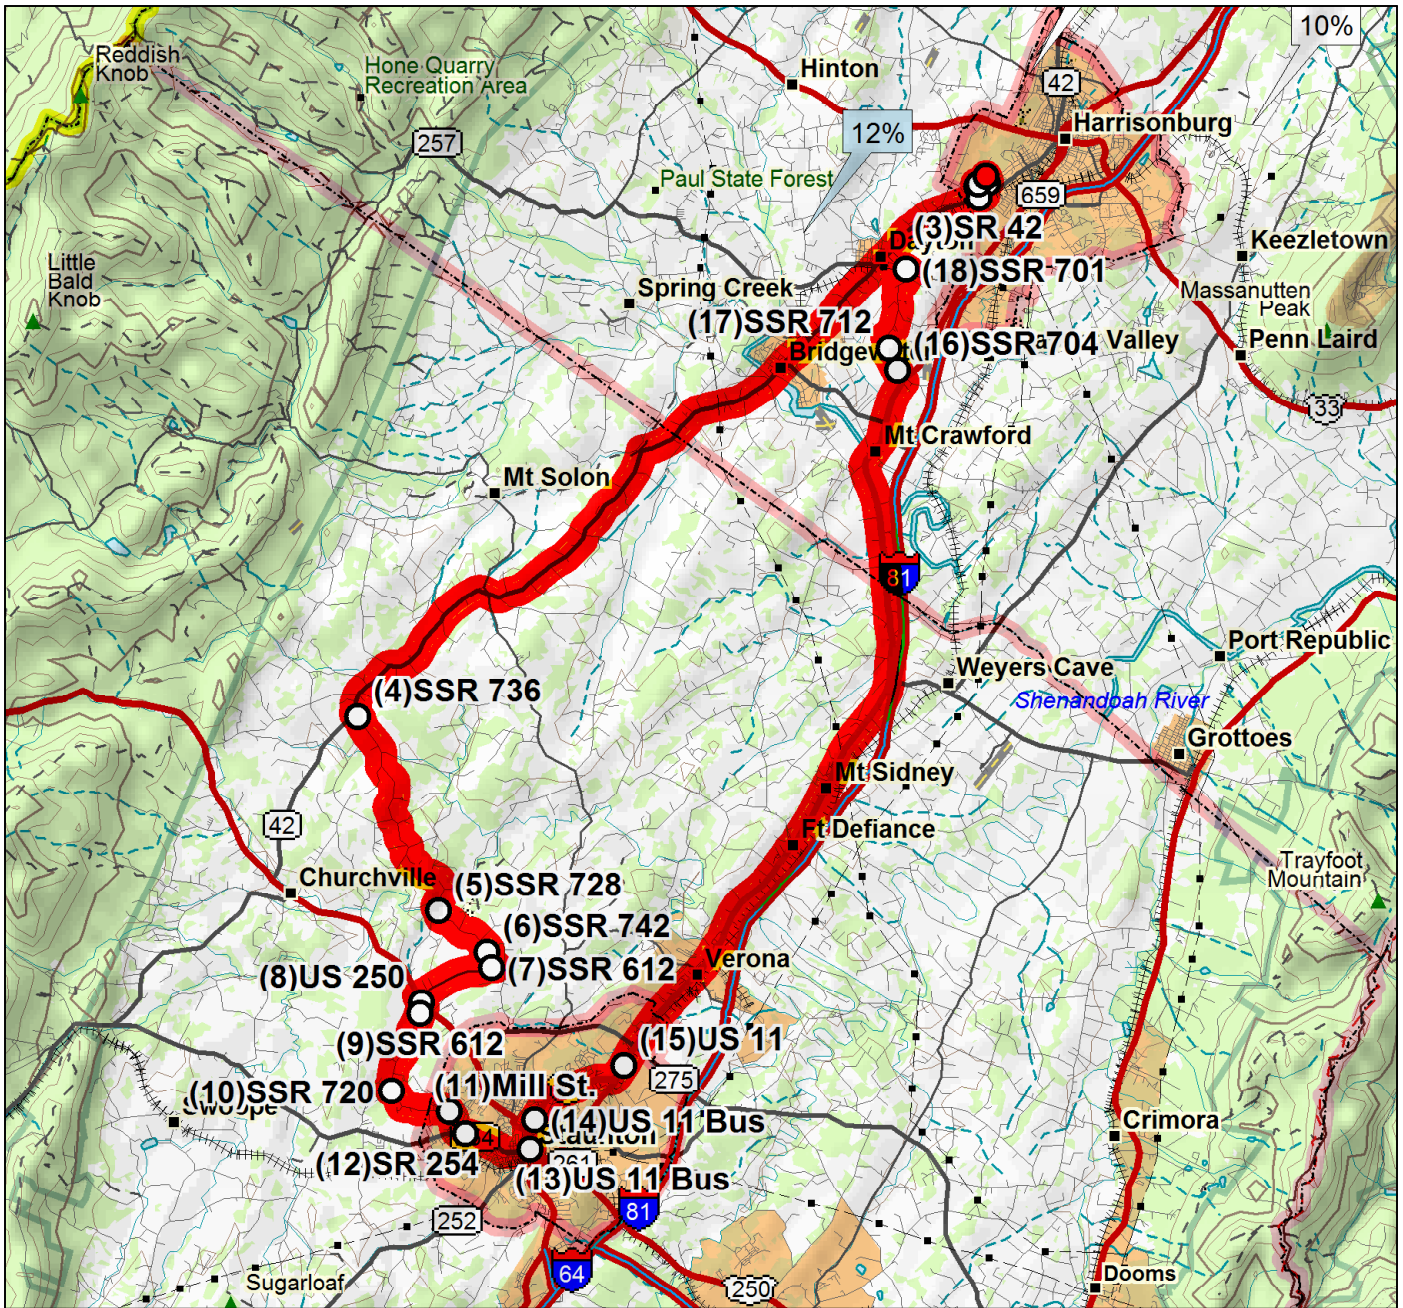 10%
Reddish
Knob
Hone Quarry
Recreation Area
Hinton
42
Harrisonburg
12%
257
Paul State Forest
659
(3)SR 42
Dayton
Keezletown
Little
Bald
Knob
(18)SSR 701
Spring Creek
Massanutten
Peak
(17)SSR 712
(16)SSR 704
Valley
Penn Laird
33
Mt Crawford
Mt Solon
81
Port Republic
Weyers Cave
(4)SSR 736
Shenandoah River
Grottoes
Mt Sidney
42
Ft Defiance
Trayfoot
Mountain
Churchville
(5)SSR 728
(6)SSR 742
(7)SSR 612
Verona
(8)US 250
(9)SSR 612
(15)US 11
275
(10)SSR 720
(11)Mill St.
Swoope
(14)US 11 Bus
Staunton
Crimora
(12)SR 254
261
(13)US 11 Bus
81
252
64
Sugarloaf
250
Dooms